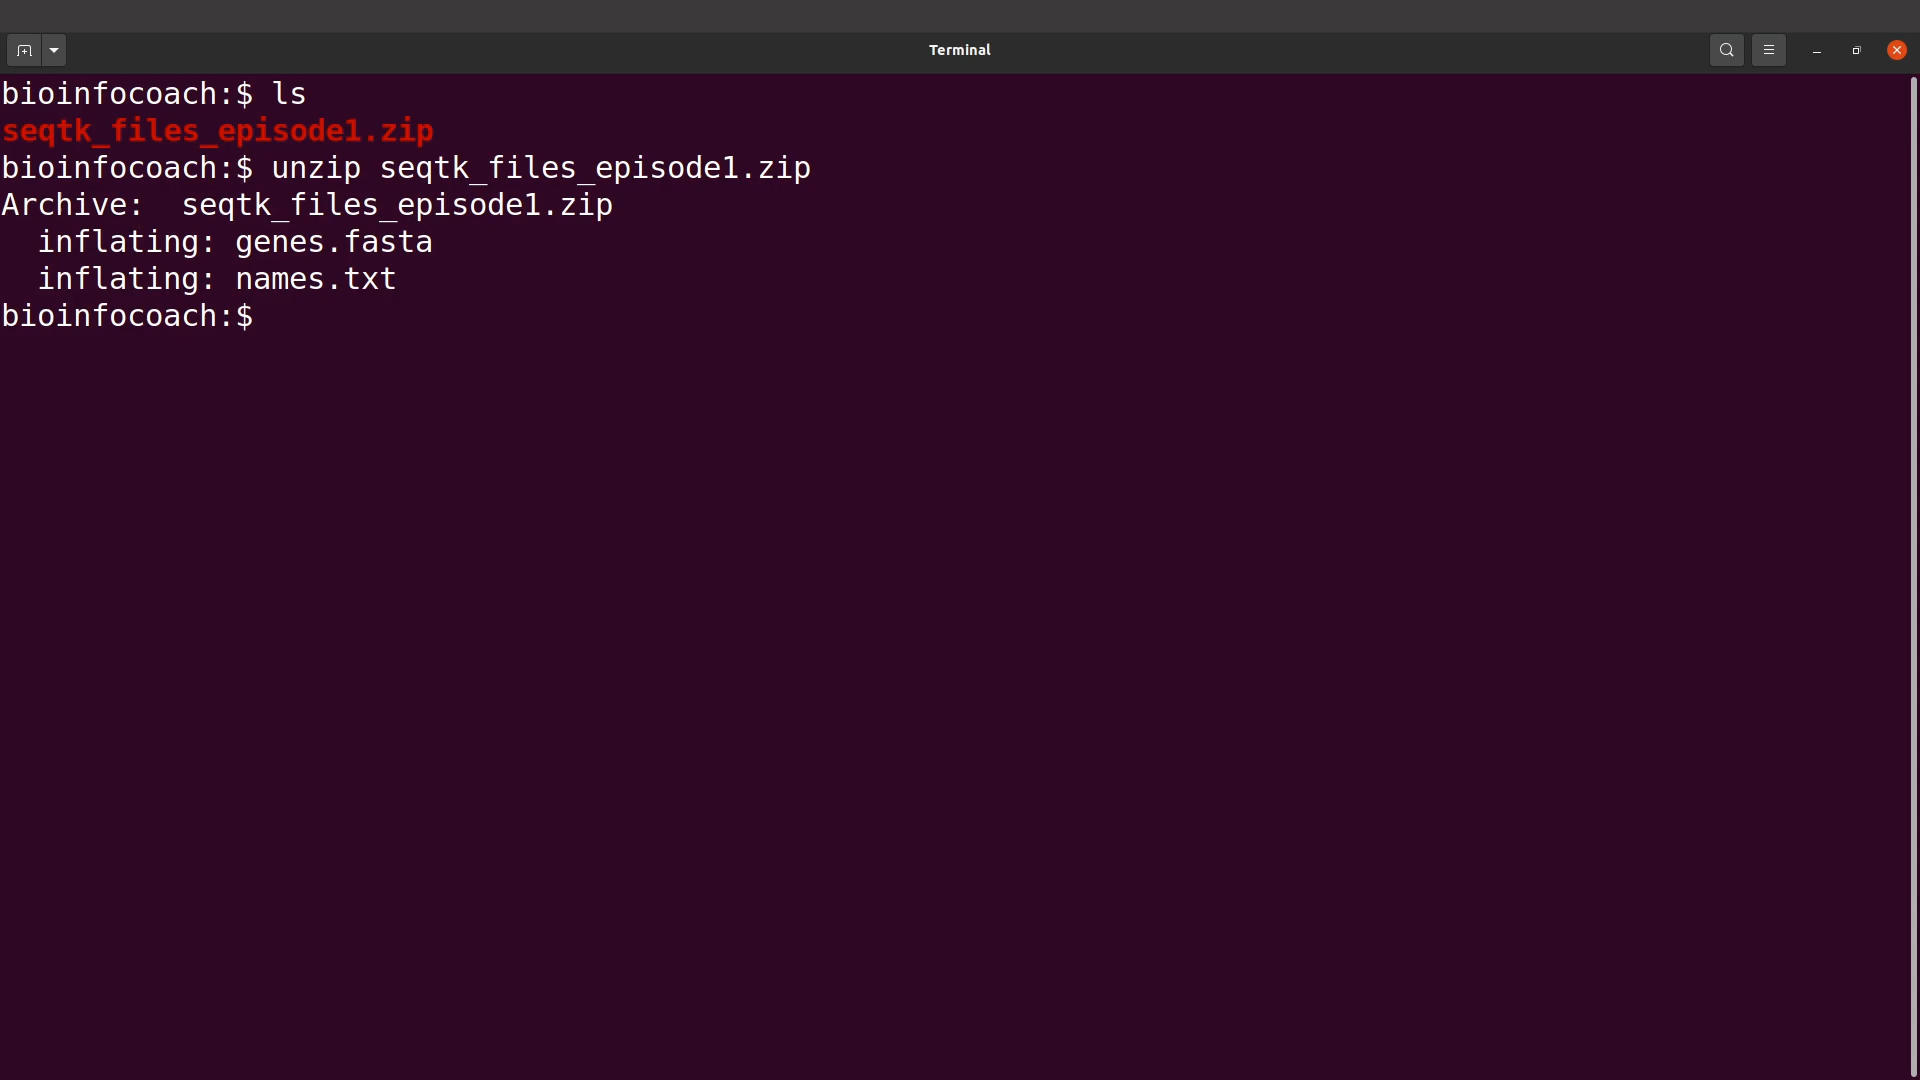 Terminal
bioinfocoach:$ ls
seqtk_files_episode1.zip
bioinfocoach:$ unzip seqtk_files_episode1.zip
Archive:  seqtk_files_episode1.zip
  inflating: genes.fasta
  inflating: names.txt
bioinfocoach:$